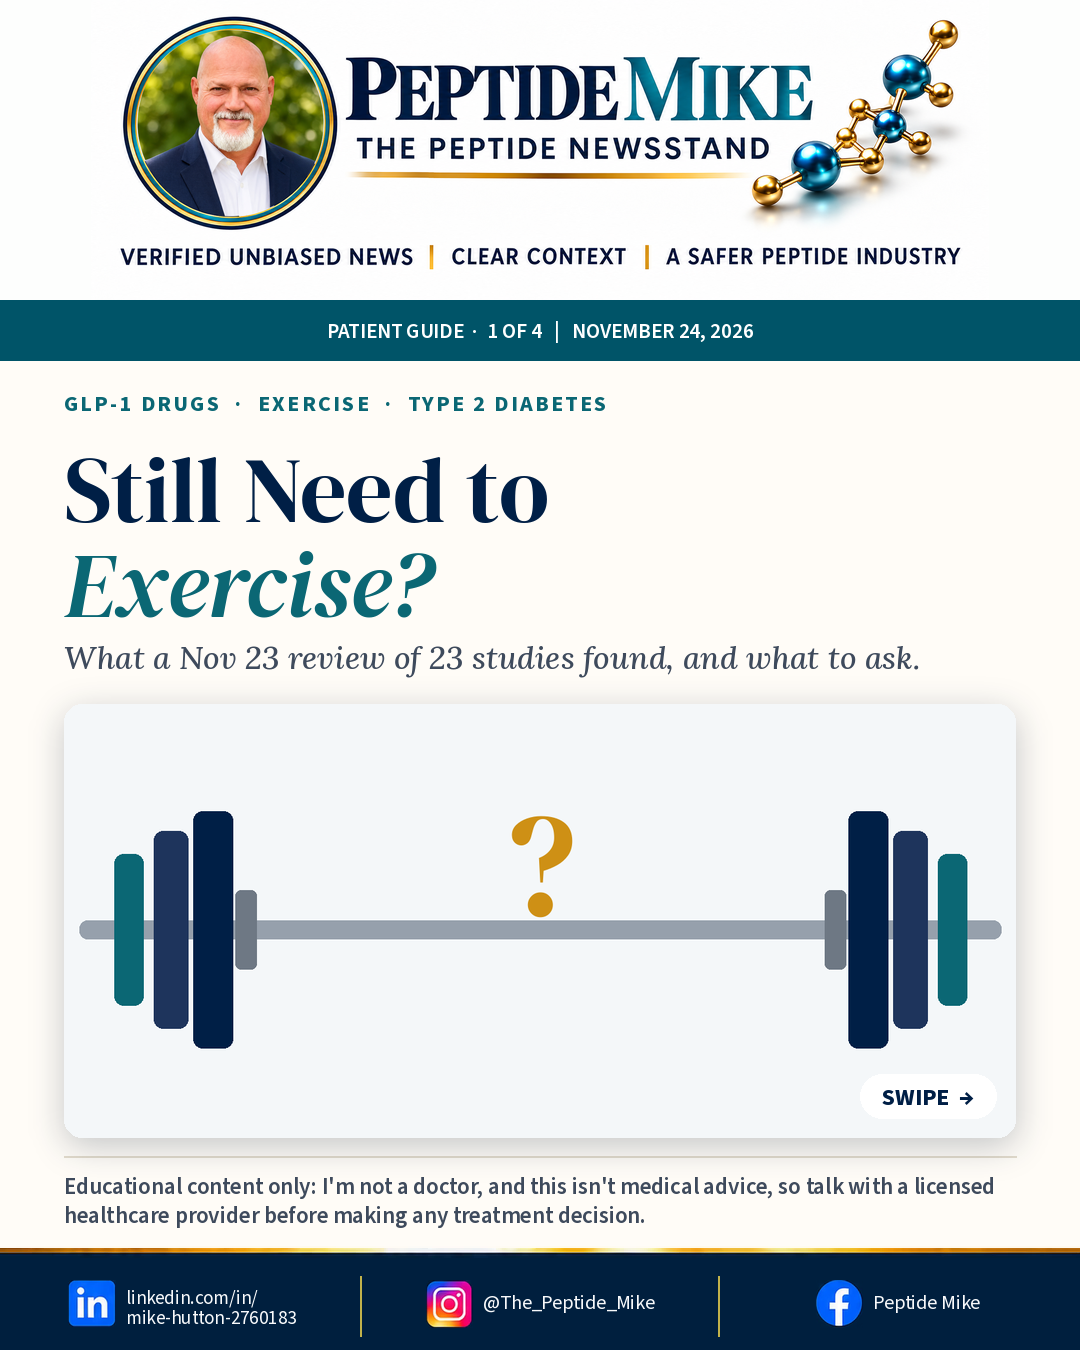 PEPTIDEMIKE
THE PEPTIDE NEWSSTAND
VERIFIED UNBIASED NEWS | CLEAR CONTEXT | A SAFER PEPTIDE INDUSTRY
PATIENT GUIDE · 1 OF 4 | NOVEMBER 24, 2026
GLP-1 DRUGS · EXERCISE · TYPE 2 DIABETES
Still Need to
Exercise?
What a Nov 23 review of 23 studies found, and what to ask.
?
SWIPE →
Educational content only: I'm not a doctor, and this isn't medical advice, so talk with a licensed
healthcare provider before making any treatment decision.
linkedin.com/in/
mike-hutton-2760183
@The_Peptide_Mike
Peptide Mike